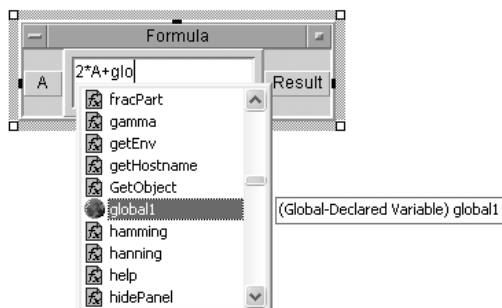 Formula
A
2*A+glo
Result
fracPart
gamma
getEnv
getHostname
GetObject
global1
(Global-Declared Variable) global1
hamming
hanning
help
hidePanel